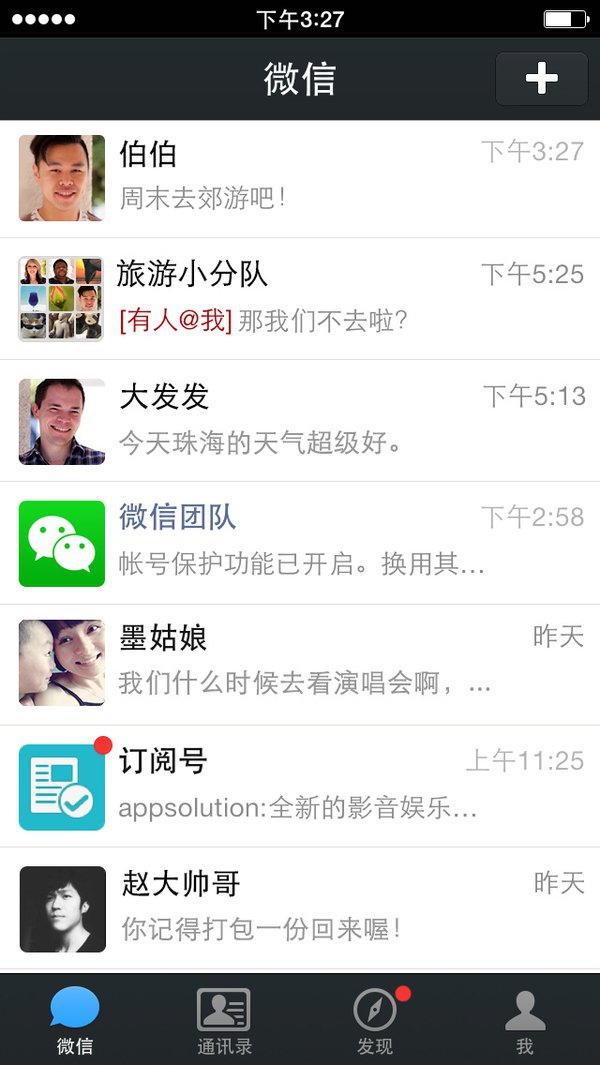 下午3:27
微信
伯伯
下午3:27
周末去郊游吧!
旅游小分队
下午5:25
[有人@我] 那我们不去啦?
大发发
下午5:13
今天珠海的天气超级好。
微信团队
下午2:58
帐号保护功能已开启。换用其...
墨姑娘
昨天
我们什么时候去看演唱会啊，...
订阅号
上午11:25
appsolution:全新的影音娱乐...
赵大帅哥
昨天
你记得打包一份回来喔!
微信
通讯录
发现
我